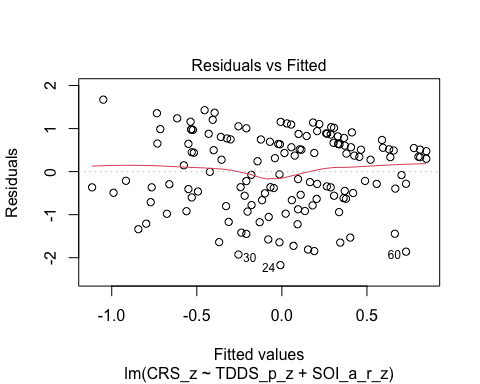 Residuals vs Fitted
Residuals
2
1
0
-1
-2
30
24
60
-1.0 -0.5 0.0 0.5
Fitted values
lm(CRS_z ~ TDDS_p_z + SOI_a_r_z)